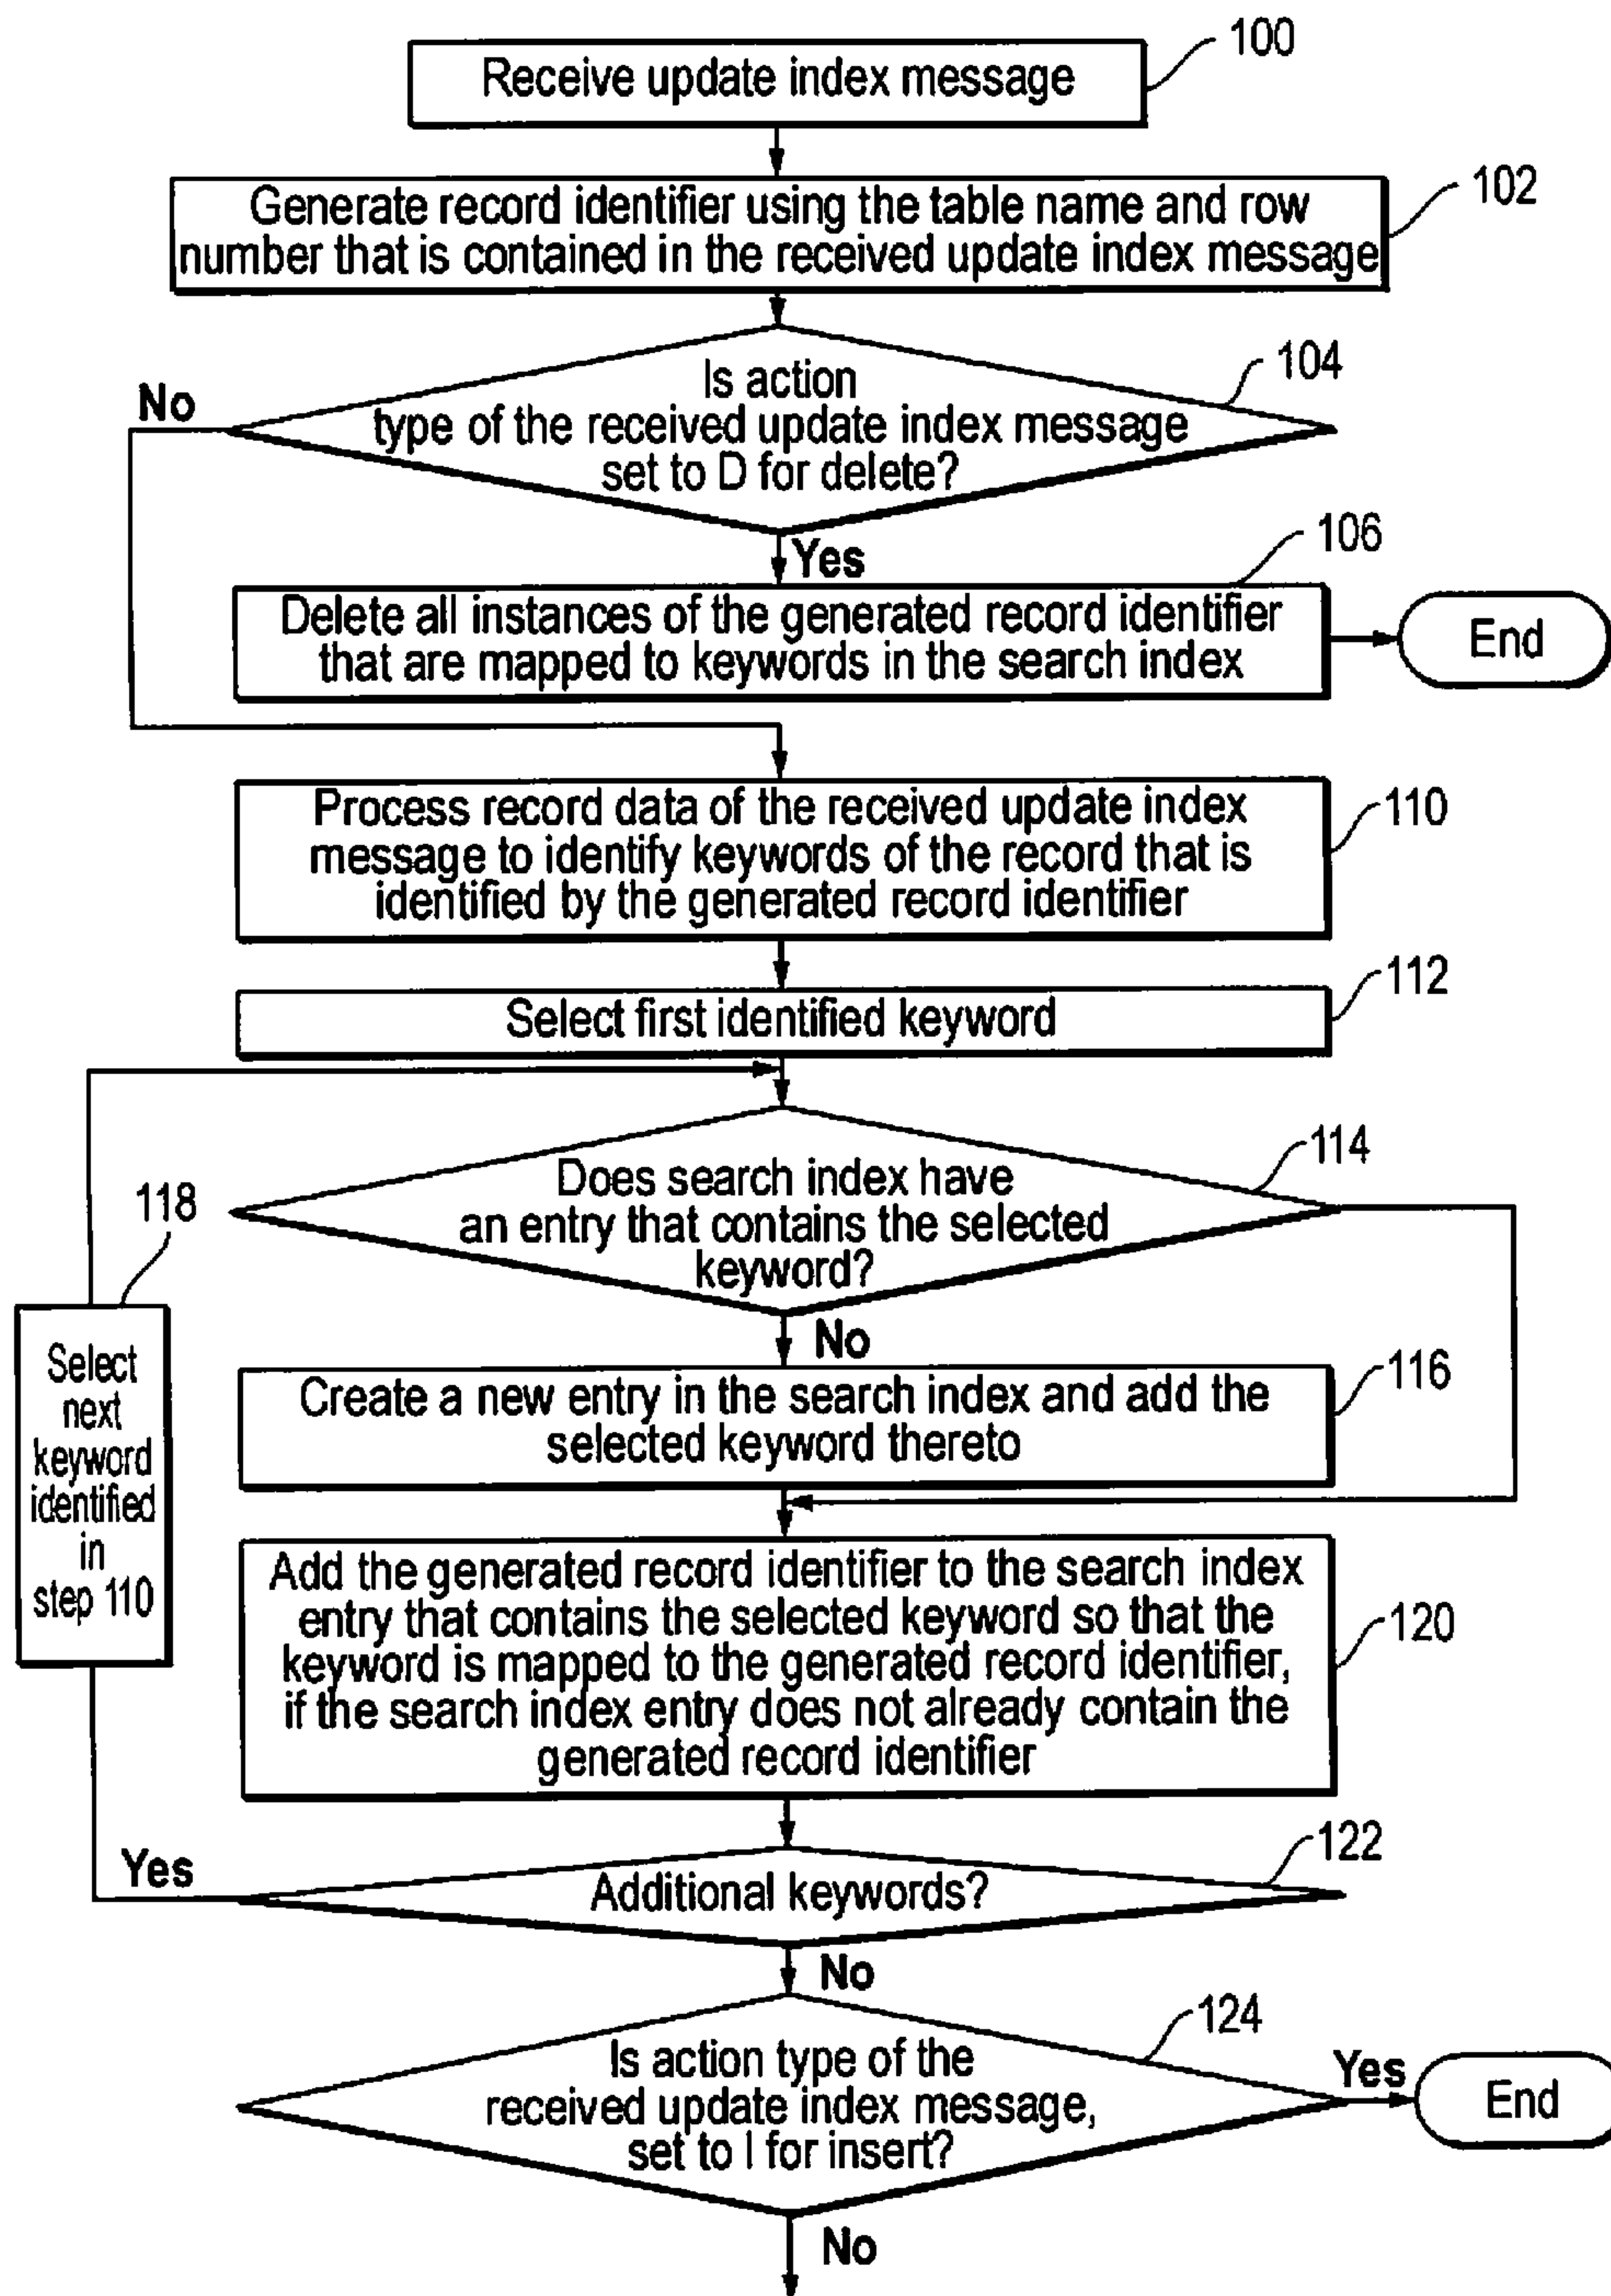 100
Receive update index message
102
Generate record identifier using the table name and row
number that is contained in the received update index message
104
Is action
type of the received update index message
set to D for delete?
No
Yes
106
Delete all instances of the generated record identifier
that are mapped to keywords in the search index
End
110
Process record data of the received update index
message to identify keywords of the record that is
identified by the generated record identifier
112
Select first identified keyword
114
Does search index have
an entry that contains the selected
keyword?
118
Select
next
keyword
identified
in
step 110
No
116
Create a new entry in the search index and add the
selected keyword thereto
120
Add the generated record identifier to the search index
entry that contains the selected keyword so that the
keyword is mapped to the generated record identifier,
if the search index entry does not already contain the
generated record identifier
122
Yes
Additional keywords?
No
124
Is action type of the
received update index message,
set to I for insert?
Yes
End
No